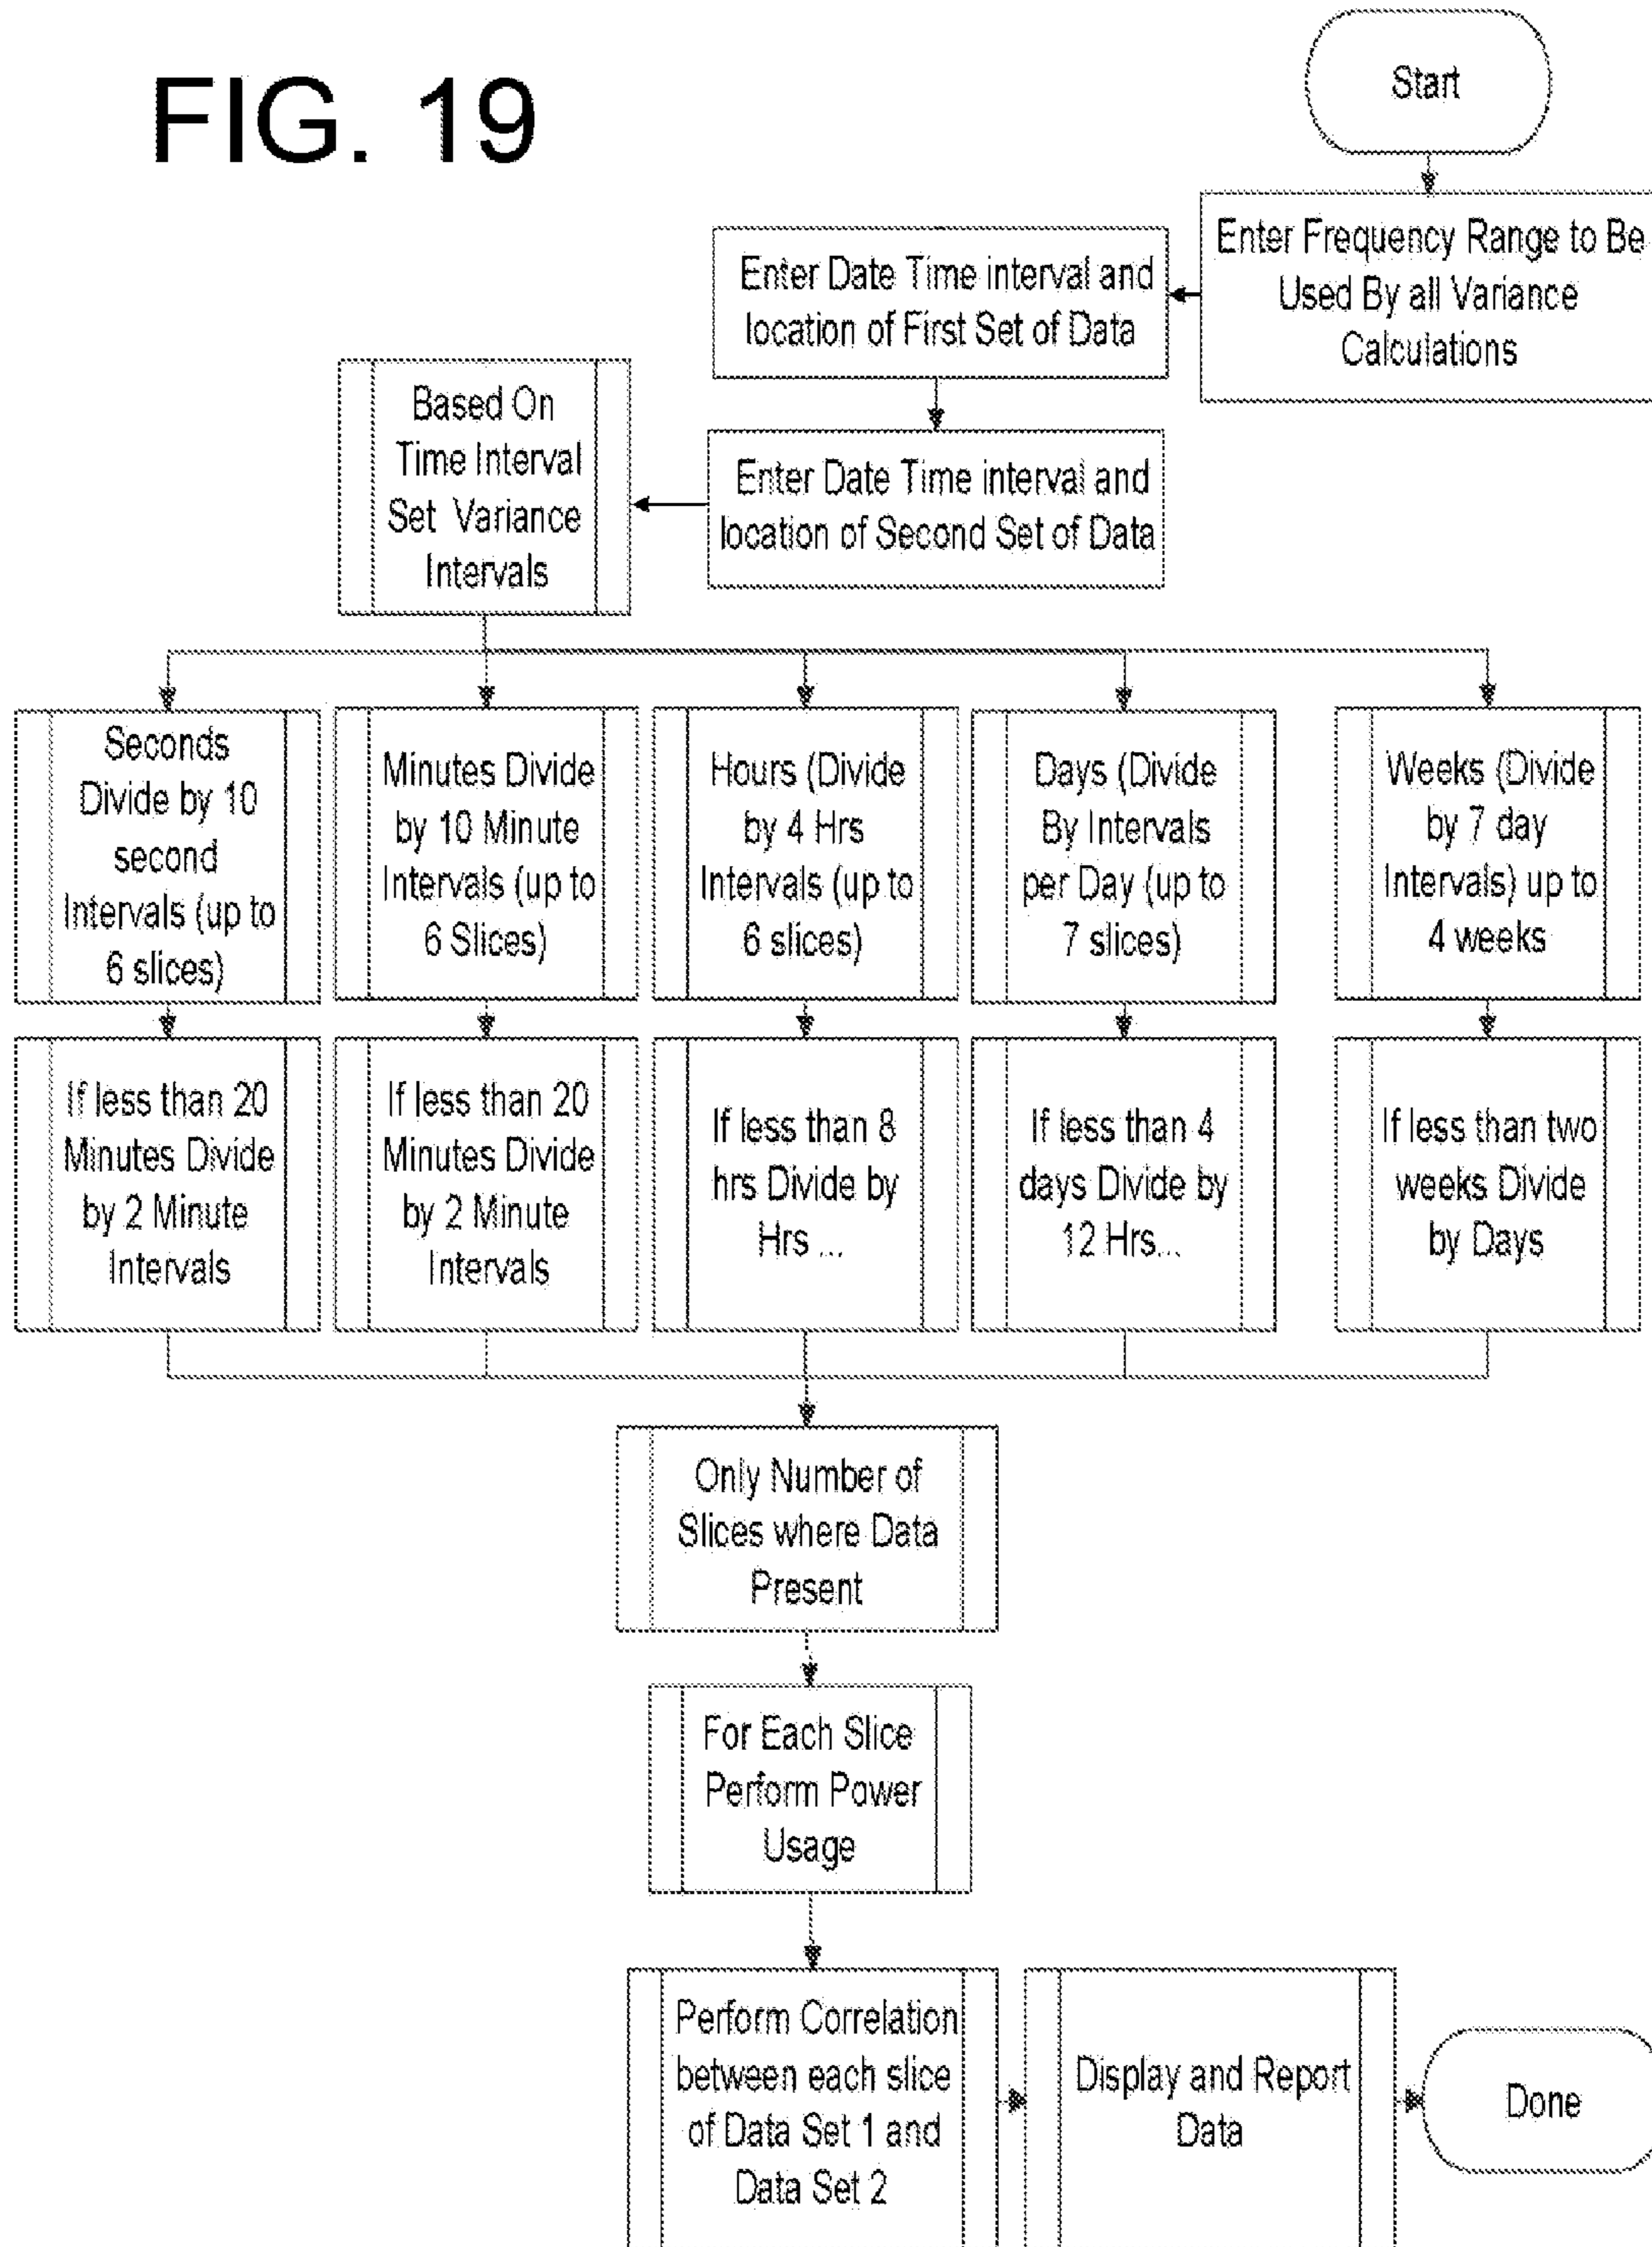 FIG. 19
Start
Enter Frequency Range to Be
Used By all Variance
Calculations
Enter Date Time interval and
location of First Set of Data
Enter Date Time interval and
location of Second Set of Data
Based On
Time Interval
Set Variance
Intervals
Seconds
Divide by 10
second
Intervals (up to
6 slices)
Minutes Divide
by 10 Minute
Intervals (up to
6 Slices)
Hours (Divide
by 4 Hrs
Intervals (up to
6 slices)
Days (Divide
By Intervals
per Day (up to
7 slices)
Weeks (Divide
by 7 day
Intervals) up to
4 weeks
If less than 20
Minutes Divide
by 2 Minute
Intervals
If less than 20
Minutes Divide
by 2 Minute
Intervals
If less than 8
hrs Divide by
Hrs ...
If less than 4
days Divide by
12 Hrs...
If less than two
weeks Divide
by Days
Only Number of
Slices where Data
Present
For Each Slice
Perform Power
Usage
Perform Correlation
between each slice
of Data Set 1 and
Data Set 2
Display and Report
Data
Done